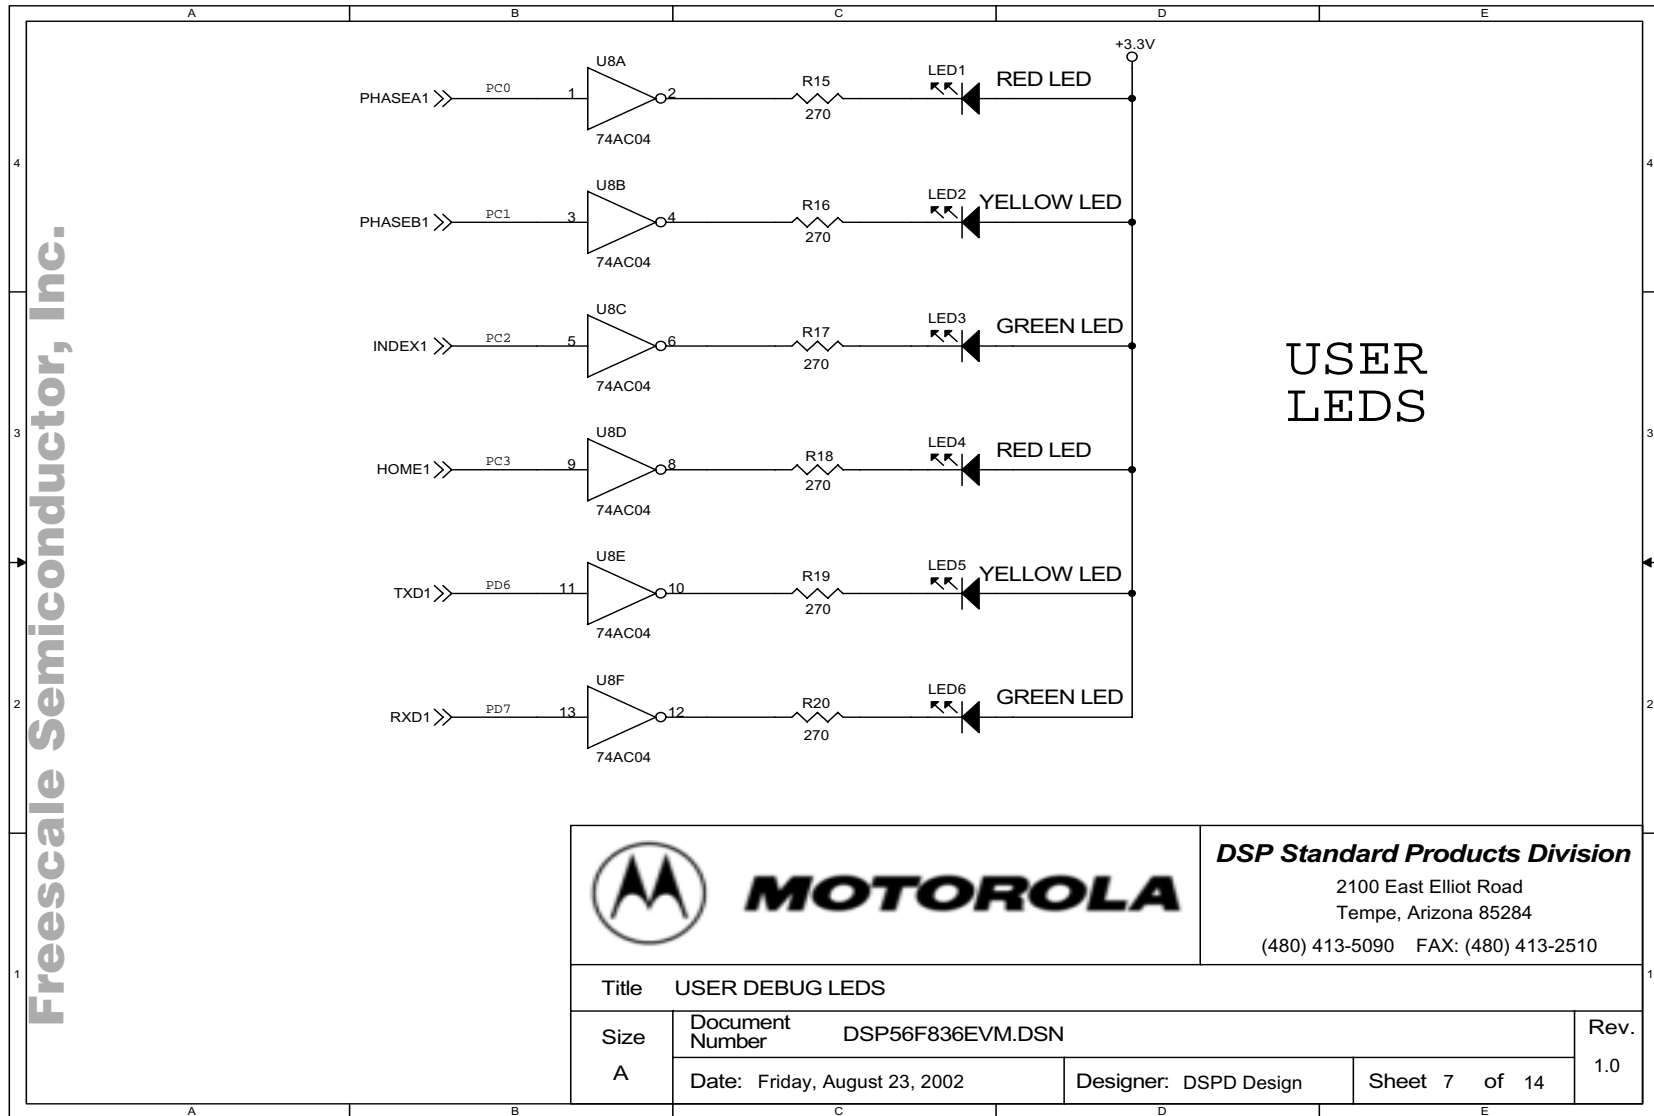 A B C D E
+3.3V
U8A
PHASEA1 PC0 1 2 R15 LED1 RED LED
270
74AC04
4 4
U8B
PHASEB1 PC1 3 4 R16 LED2 YELLOW LED
270
74AC04
U8C
INDEX1 PC2 5 6 R17 LED3 GREEN LED
270
74AC04
USER
LEDS
3 3
U8D
HOME1 PC3 9 8 R18 LED4 RED LED
270
74AC04
U8E
TXD1 PD6 11 10 R19 LED5 YELLOW LED
270
74AC04
U8F
RXD1 PD7 13 12 R20 LED6 GREEN LED
270
74AC04
2 2
Freescale Semiconductor, Inc.
MOTOROLA
DSP Standard Products Division
2100 East Elliot Road
Tempe, Arizona 85284
(480) 413-5090 FAX: (480) 413-2510
1 1
Title USER DEBUG LEDS
Size A
Document Number DSP56F836EVM.DSN
Rev. 1.0
Date: Friday, August 23, 2002 Designer: DSPD Design Sheet 7 of 14
A B C D E